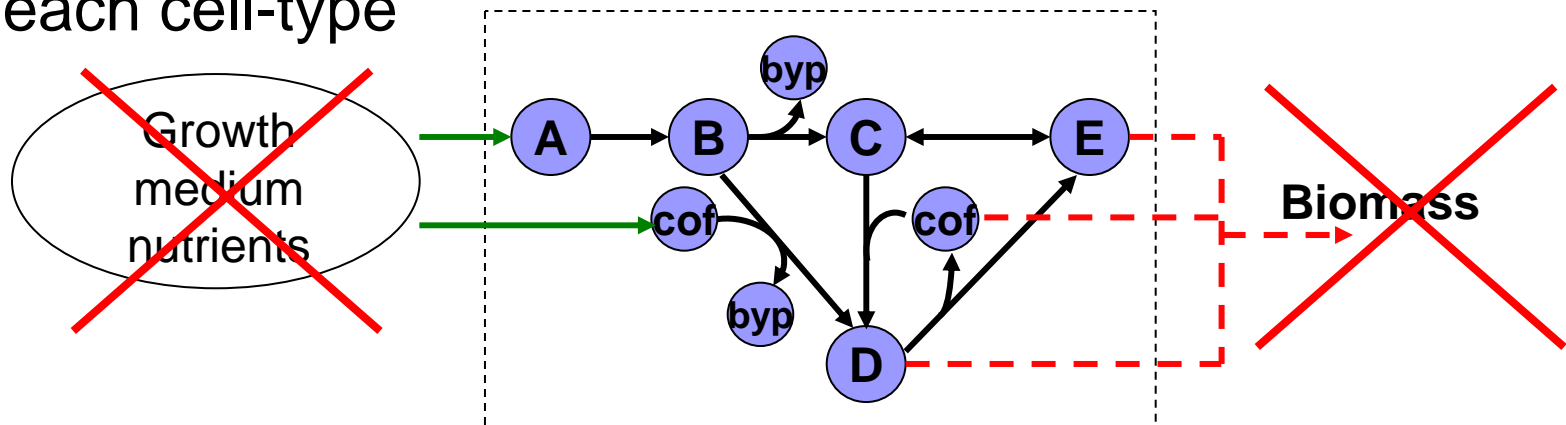 each cell-type
Growth
medium
nutrients
byp
A
B
C
E
cof
cof
byp
D
Biomass